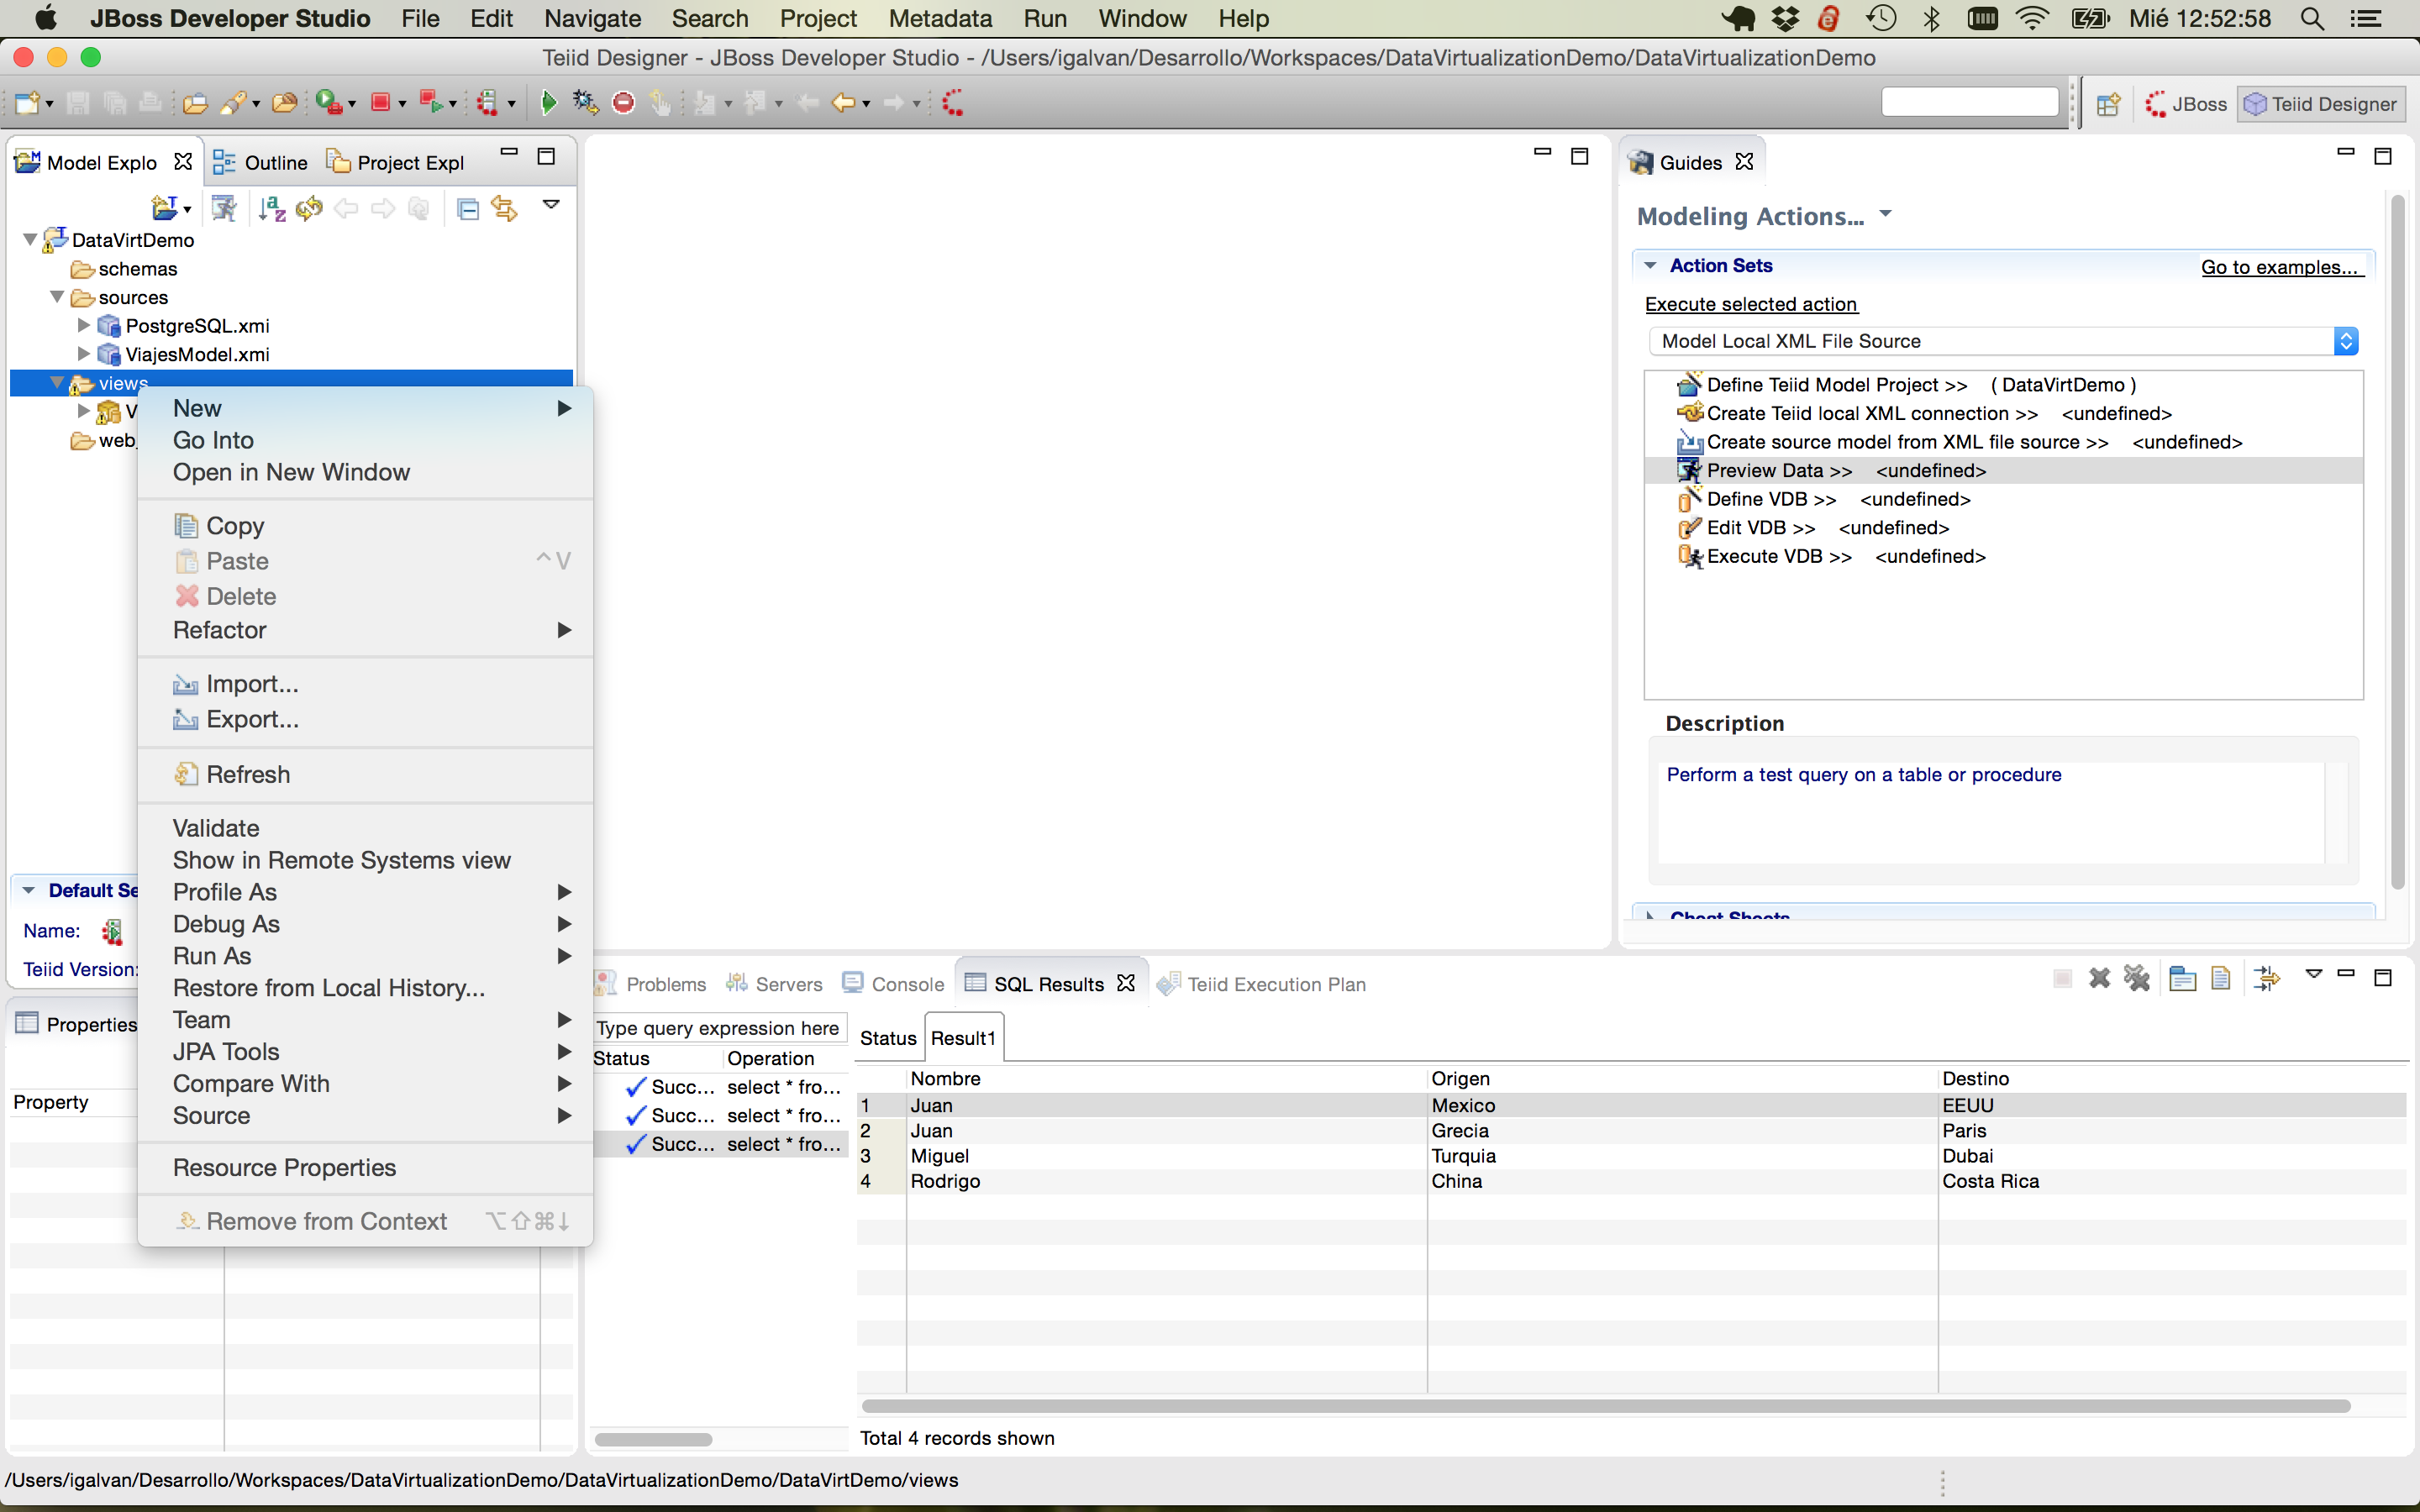 JBoss Developer Studio File Edit Navigate Search Project Metadata Run Window Help Mié 12:52:58
Teiid Designer - JBoss Developer Studio - /Users/igalvan/Desarrollo/Workspaces/DataVirtualizationDemo/DataVirtualizationDemo
JBoss Teiid Designer
Model Explo Outline Project Expl
DataVirtDemo
schemas
sources
PostgreSQL.xmi
ViajesModel.xmi
views
V
web_
New
Go Into
Open in New Window
Copy
Paste ^V
Delete
Refactor
Import...
Export...
Refresh
Validate
Show in Remote Systems view
Profile As
Debug As
Run As
Restore from Local History...
Team
JPA Tools
Compare With
Source
Resource Properties
Remove from Context ⌥⇧⌘↓
Default Se
Name:
Teiid Version:
Properties
Property
Guides
Modeling Actions...
Action Sets
Go to examples...
Execute selected action
Model Local XML File Source
Define Teiid Model Project >> ( DataVirtDemo )
Create Teiid local XML connection >> <undefined>
Create source model from XML file source >> <undefined>
Preview Data >> <undefined>
Define VDB >> <undefined>
Edit VDB >> <undefined>
Execute VDB >> <undefined>
Description
Perform a test query on a table or procedure
Cheat Sheets
Problems Servers Console SQL Results Teiid Execution Plan
Type query expression here
Status Operation
Succ... select * fro...
Succ... select * fro...
Succ... select * fro...
Status Result1
Nombre Origen Destino
1 Juan Mexico EEUU
2 Juan Grecia Paris
3 Miguel Turquia Dubai
4 Rodrigo China Costa Rica
Total 4 records shown
/Users/igalvan/Desarrollo/Workspaces/DataVirtualizationDemo/DataVirtualizationDemo/DataVirtDemo/views